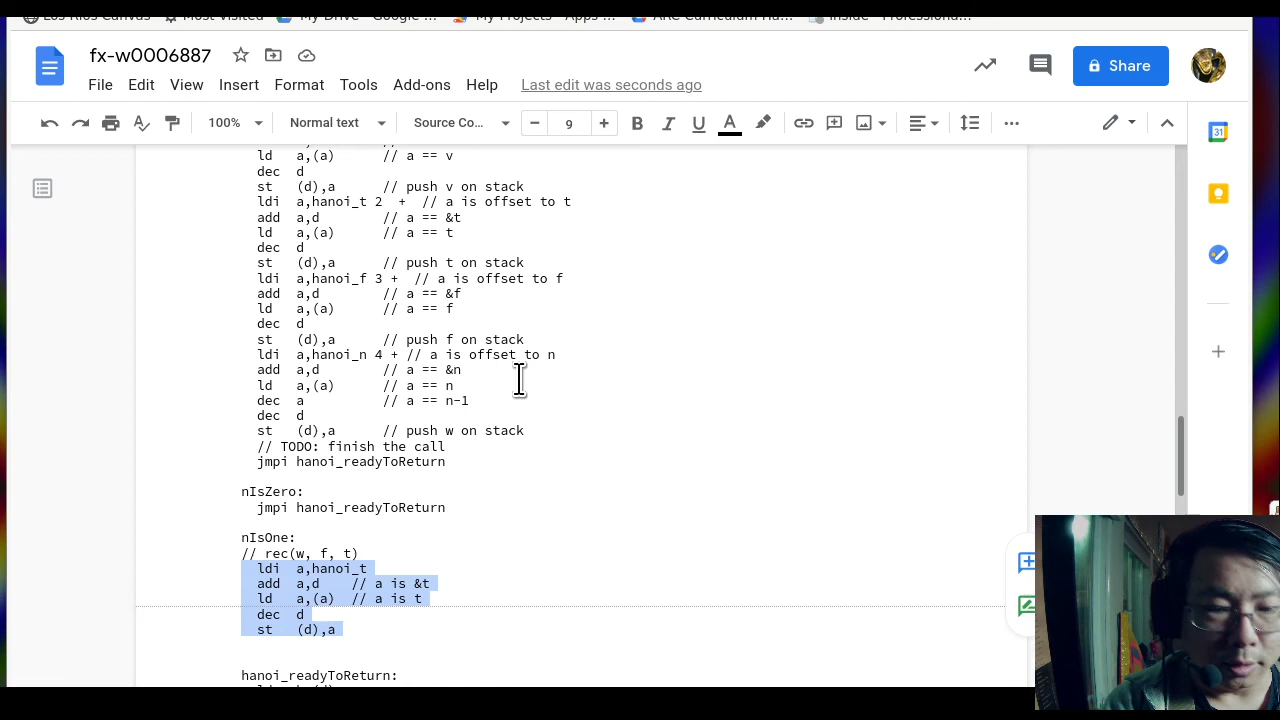 fx-w0006887
File Edit View Insert Format Tools Add-ons Help Last edit was seconds ago
Share
100% Normal text Source Co... 9
31
ld a,(a) // a == v
dec d
st (d),a // push v on stack
ldi a,hanoi_t 2 + // a is offset to t
add a,d // a == &t
ld a,(a) // a == t
dec d
st (d),a // push t on stack
ldi a,hanoi_f 3 + // a is offset to f
add a,d // a == &f
ld a,(a) // a == f
dec d
st (d),a // push f on stack
ldi a,hanoi_n 4 + // a is offset to n
add a,d // a == &n
ld a,(a) // a == n
dec a // a == n-1
dec d
st (d),a // push w on stack
// TODO: finish the call
jmpi hanoi_readyToReturn
nIsZero:
jmpi hanoi_readyToReturn
nIsOne:
// rec(w, f, t)
ldi a,hanoi_t
add a,d // a is &t
ld a,(a) // a is t
dec d
st (d),a
hanoi_readyToReturn: